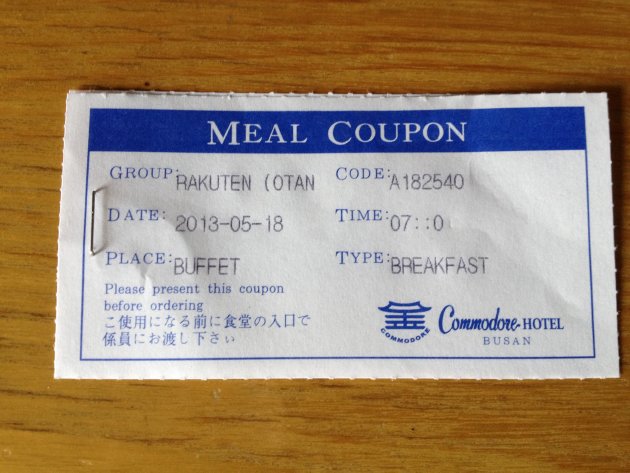 MEAL COUPON
GROUP: RAKUTEN (OTAN CODE: A182540
DATE: 2013-05-18 TIME: 07::0
PLACE: BUFFET TYPE: BREAKFAST
Please present this coupon
before ordering
ご使用になる前に食堂の入口で
係員にお渡し下さぃ
COMMODORE
Commodore-HOTEL
BUSAN